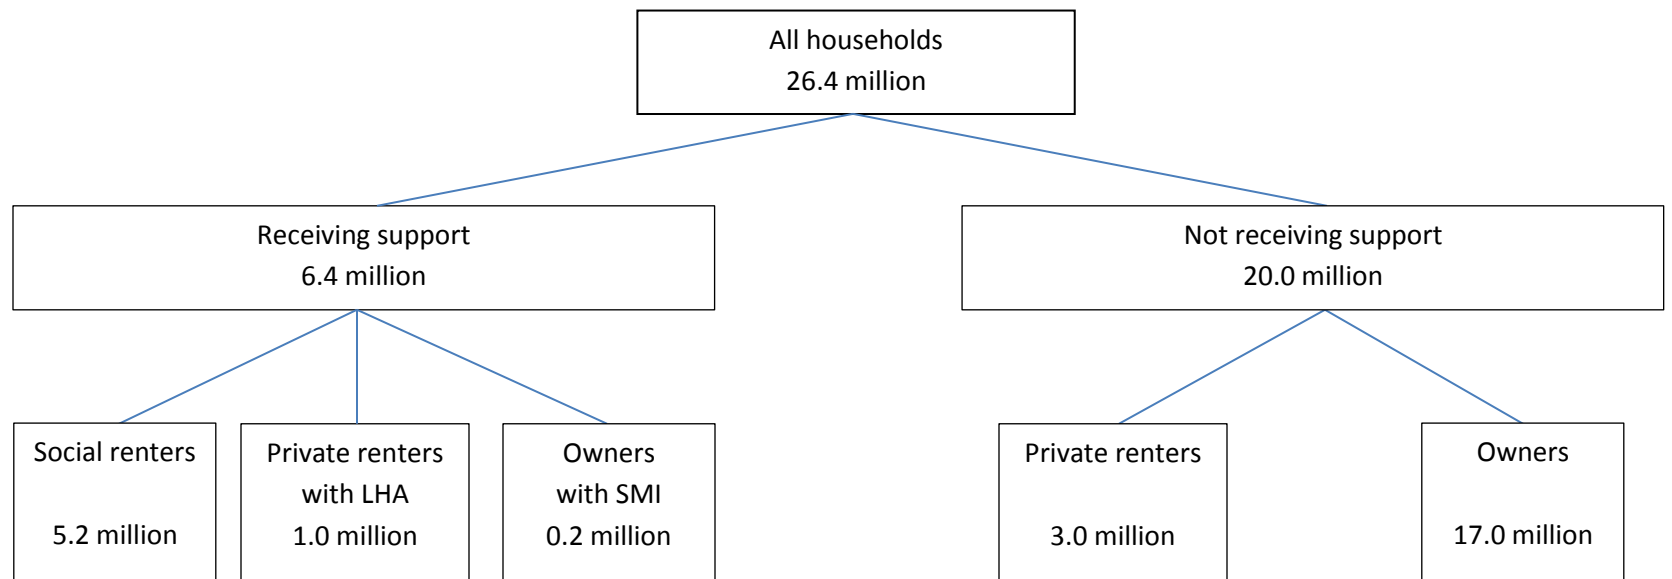 All households
26.4 million
Receiving support
6.4 million
Not receiving support
20.0 million
Social renters
5.2 million
Private renters
with LHA
1.0 million
Owners
with SMI
0.2 million
Private renters
3.0 million
Owners
17.0 million